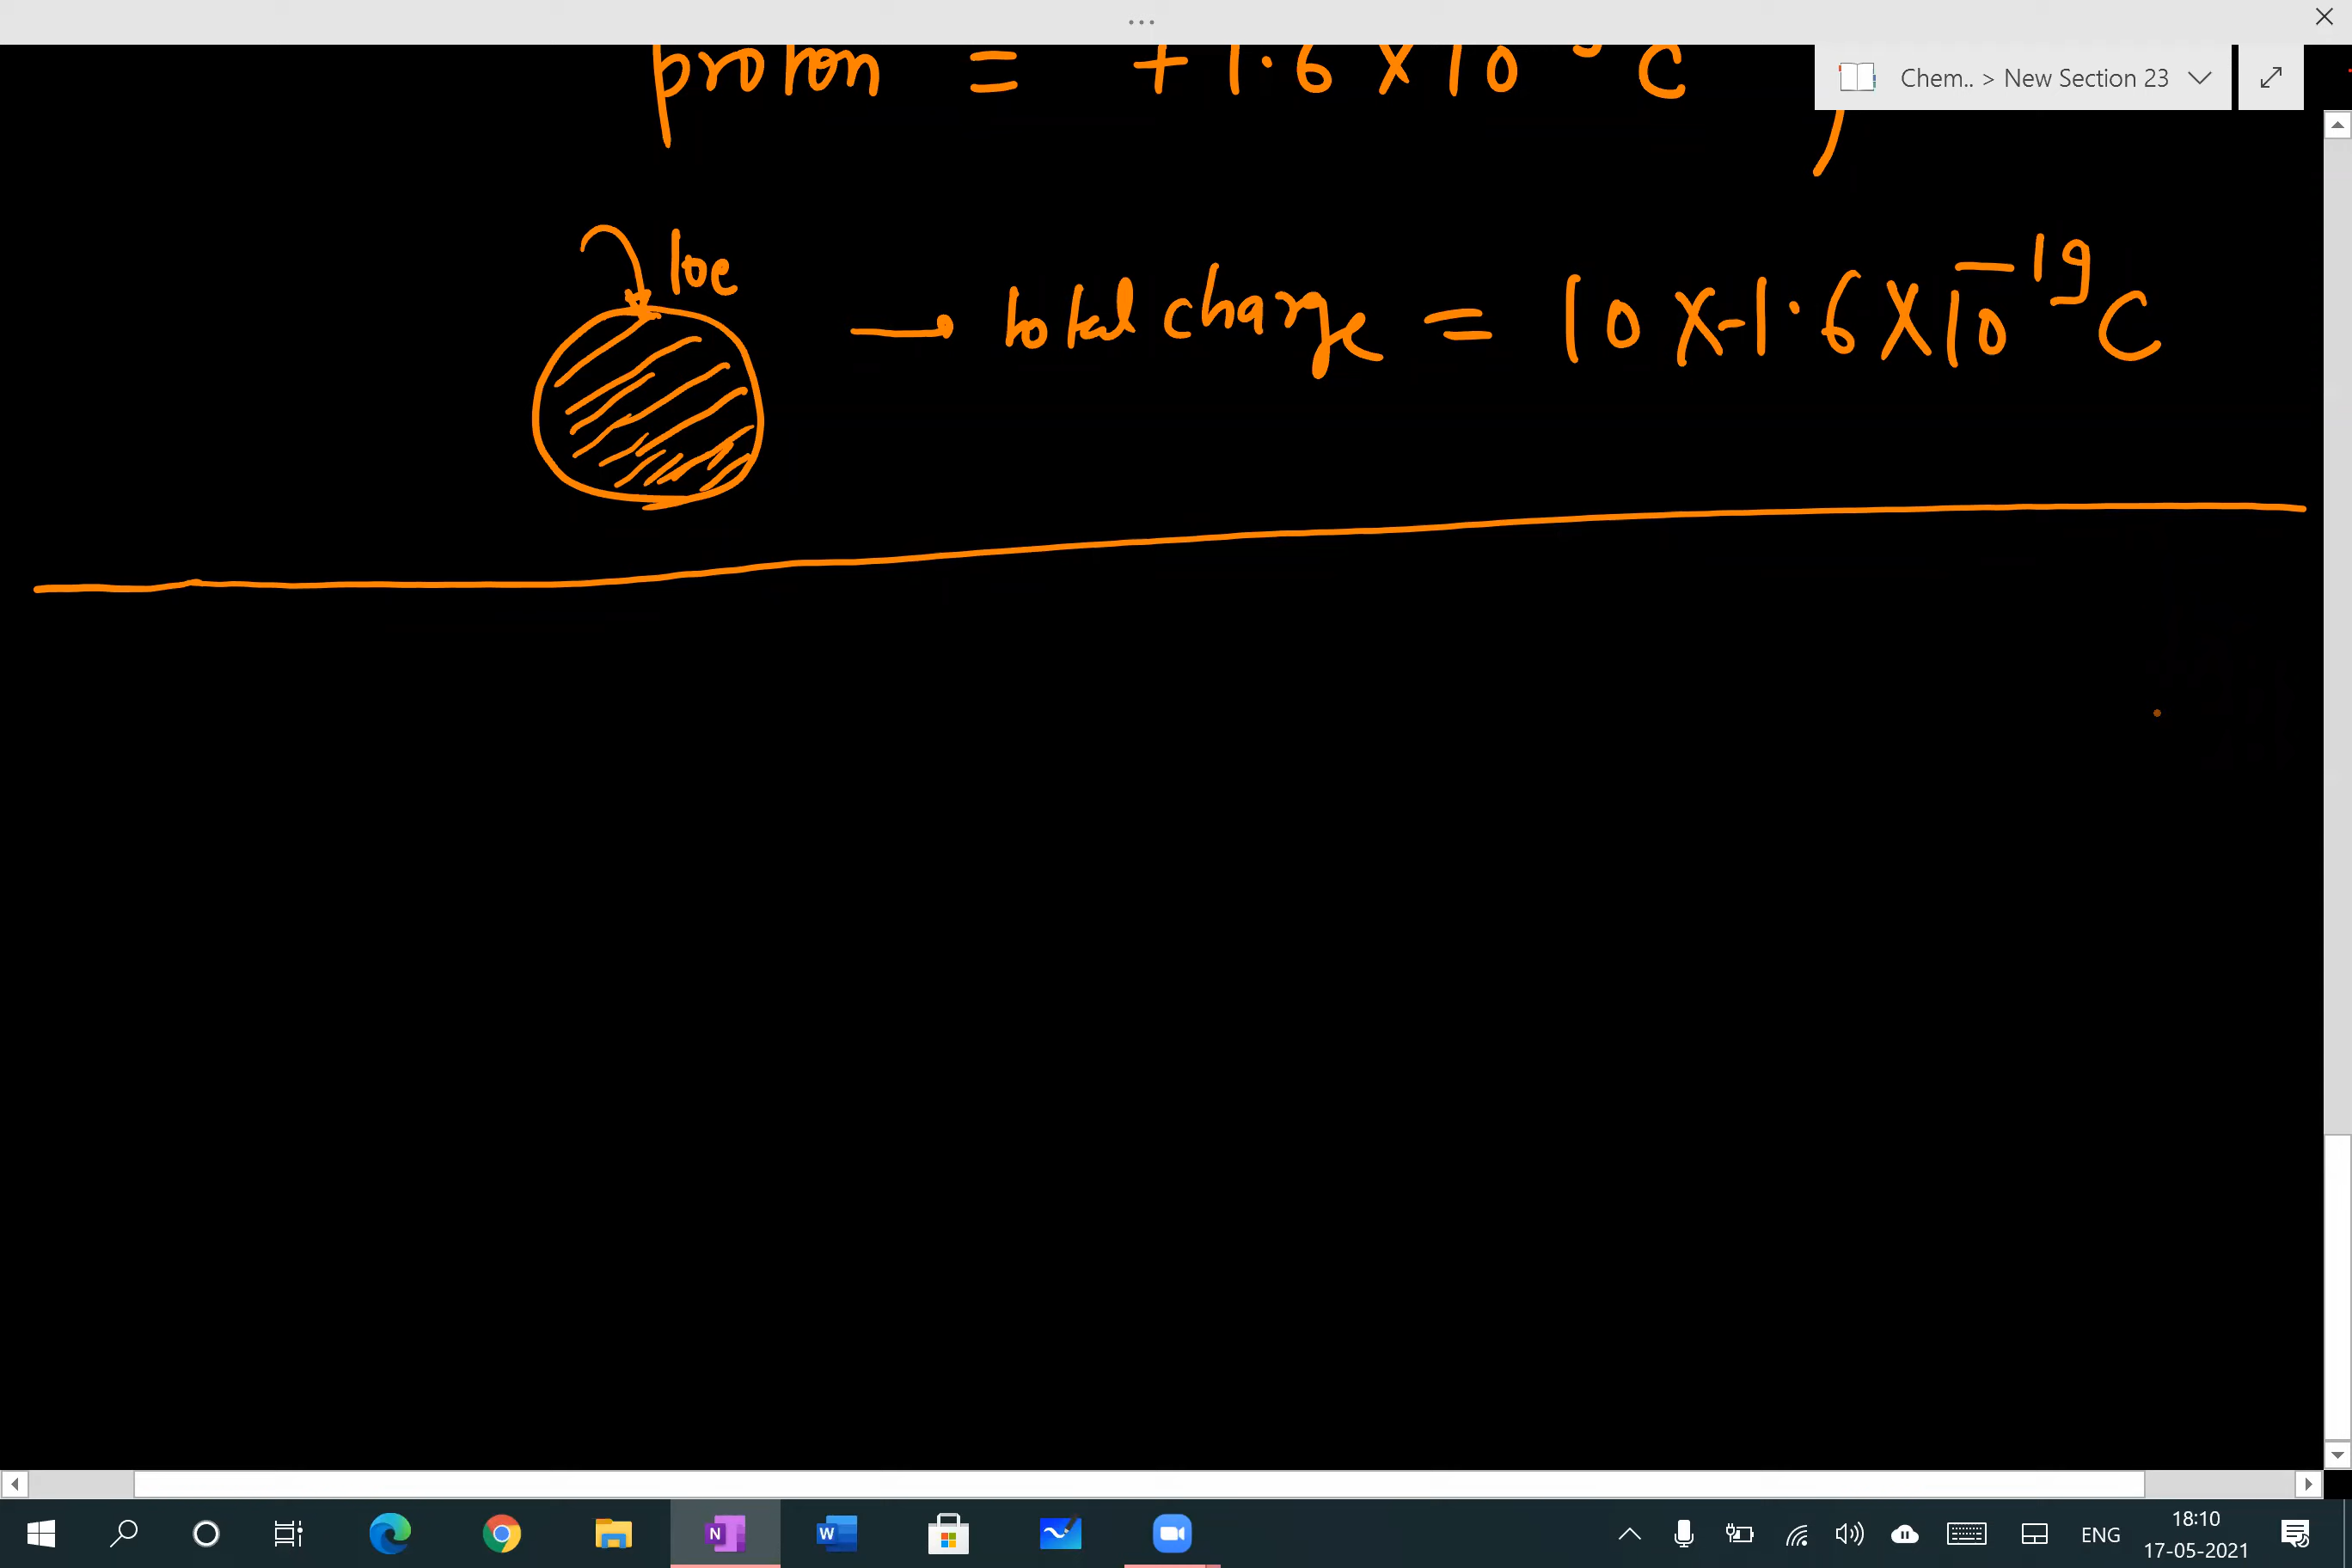 Chem.. > New Section 23
proton = +1.6 X 10 C
10e
→ total charge = 10 X -1.6 X 10⁻¹⁹ C
ENG
18:10
17-05-2021